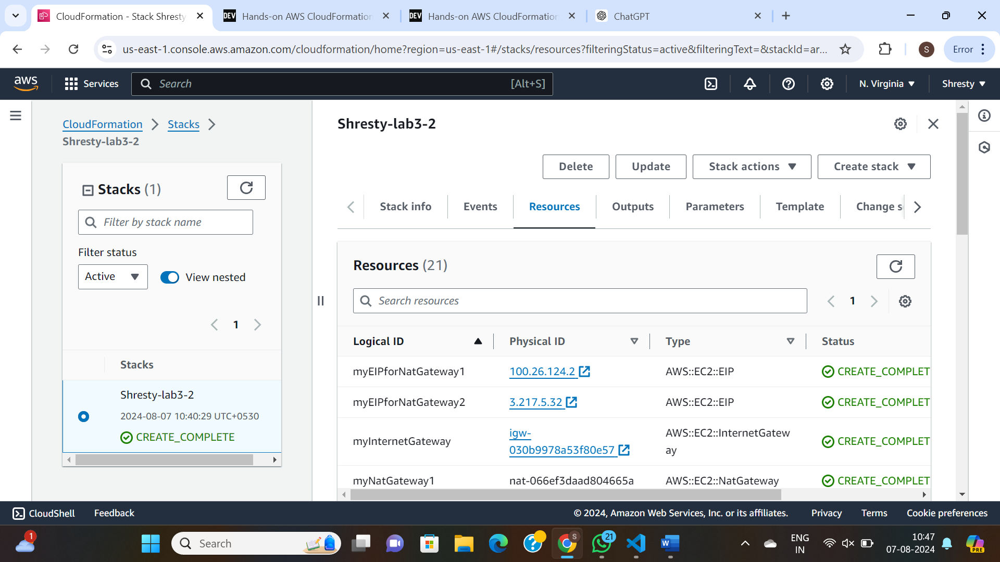 CloudFormation - Stack Shresty
Hands-on AWS CloudFormation
Hands-on AWS CloudFormation
ChatGPT
DEV
DEV
us-east-1.console.aws.amazon.com/cloudformation/home?region=us-east-1#/stacks/resources?filteringStatus=active&filteringText=&stackId=ar...
S
Error
aws
Services
Search
[Alt+S]
N. Virginia
Shresty
CloudFormation
Stacks
Shresty-lab3-2
Stacks (1)
Filter by stack name
Filter status
Active
View nested
1
Stacks
Shresty-lab3-2
2024-08-07 10:40:29 UTC+0530
CREATE_COMPLETE
Shresty-lab3-2
Delete
Update
Stack actions
Create stack
Stack info
Events
Resources
Outputs
Parameters
Template
Change s
Resources (21)
Search resources
1
Logical ID
Physical ID
Type
Status
myEIPforNatGateway1
100.26.124.2
AWS::EC2::EIP
CREATE_COMPLET
myEIPforNatGateway2
3.217.5.32
AWS::EC2::EIP
CREATE_COMPLET
myInternetGateway
igw-
030b9978a53f80e57
AWS::EC2::InternetGatew
ay
CREATE_COMPLET
myNatGateway1
nat-066ef3daad804665a
AWS::EC2::NatGateway
CREATE_COMPLET
CloudShell
Feedback
© 2024, Amazon Web Services, Inc. or its affiliates.
Privacy
Terms
Cookie preferences
1
Search
S
21
W
ENG
IN
10:47
07-08-2024
PRE